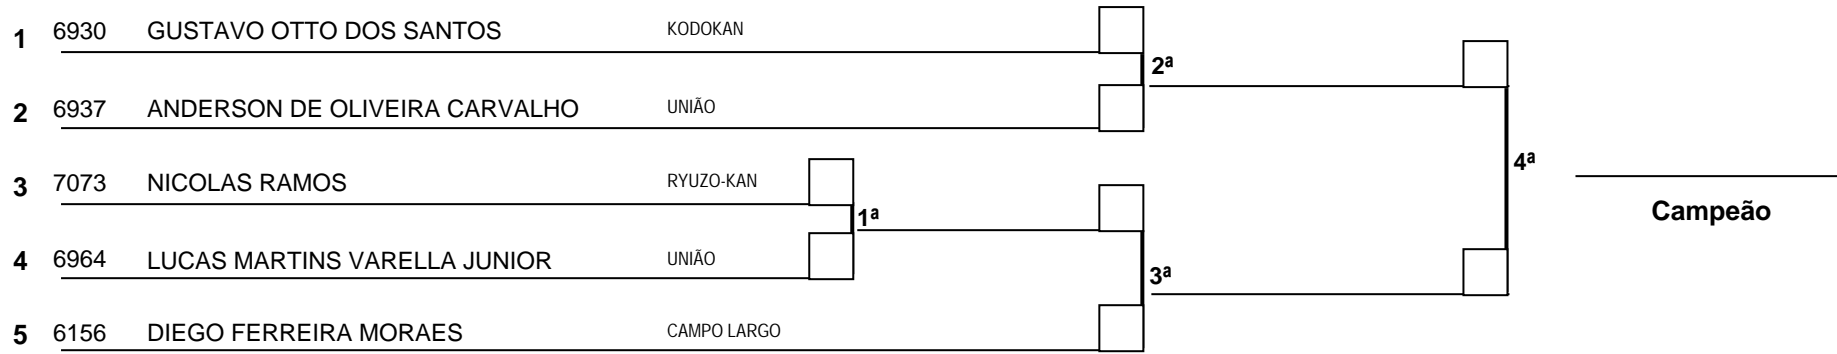 1 6930 GUSTAVO OTTO DOS SANTOS KODOKAN
2ª
2 6937 ANDERSON DE OLIVEIRA CARVALHO UNIÃO
4ª
3 7073 NICOLAS RAMOS RYUZO-KAN
1ª
Campeão
4 6964 LUCAS MARTINS VARELLA JUNIOR UNIÃO
3ª
5 6156 DIEGO FERREIRA MORAES CAMPO LARGO